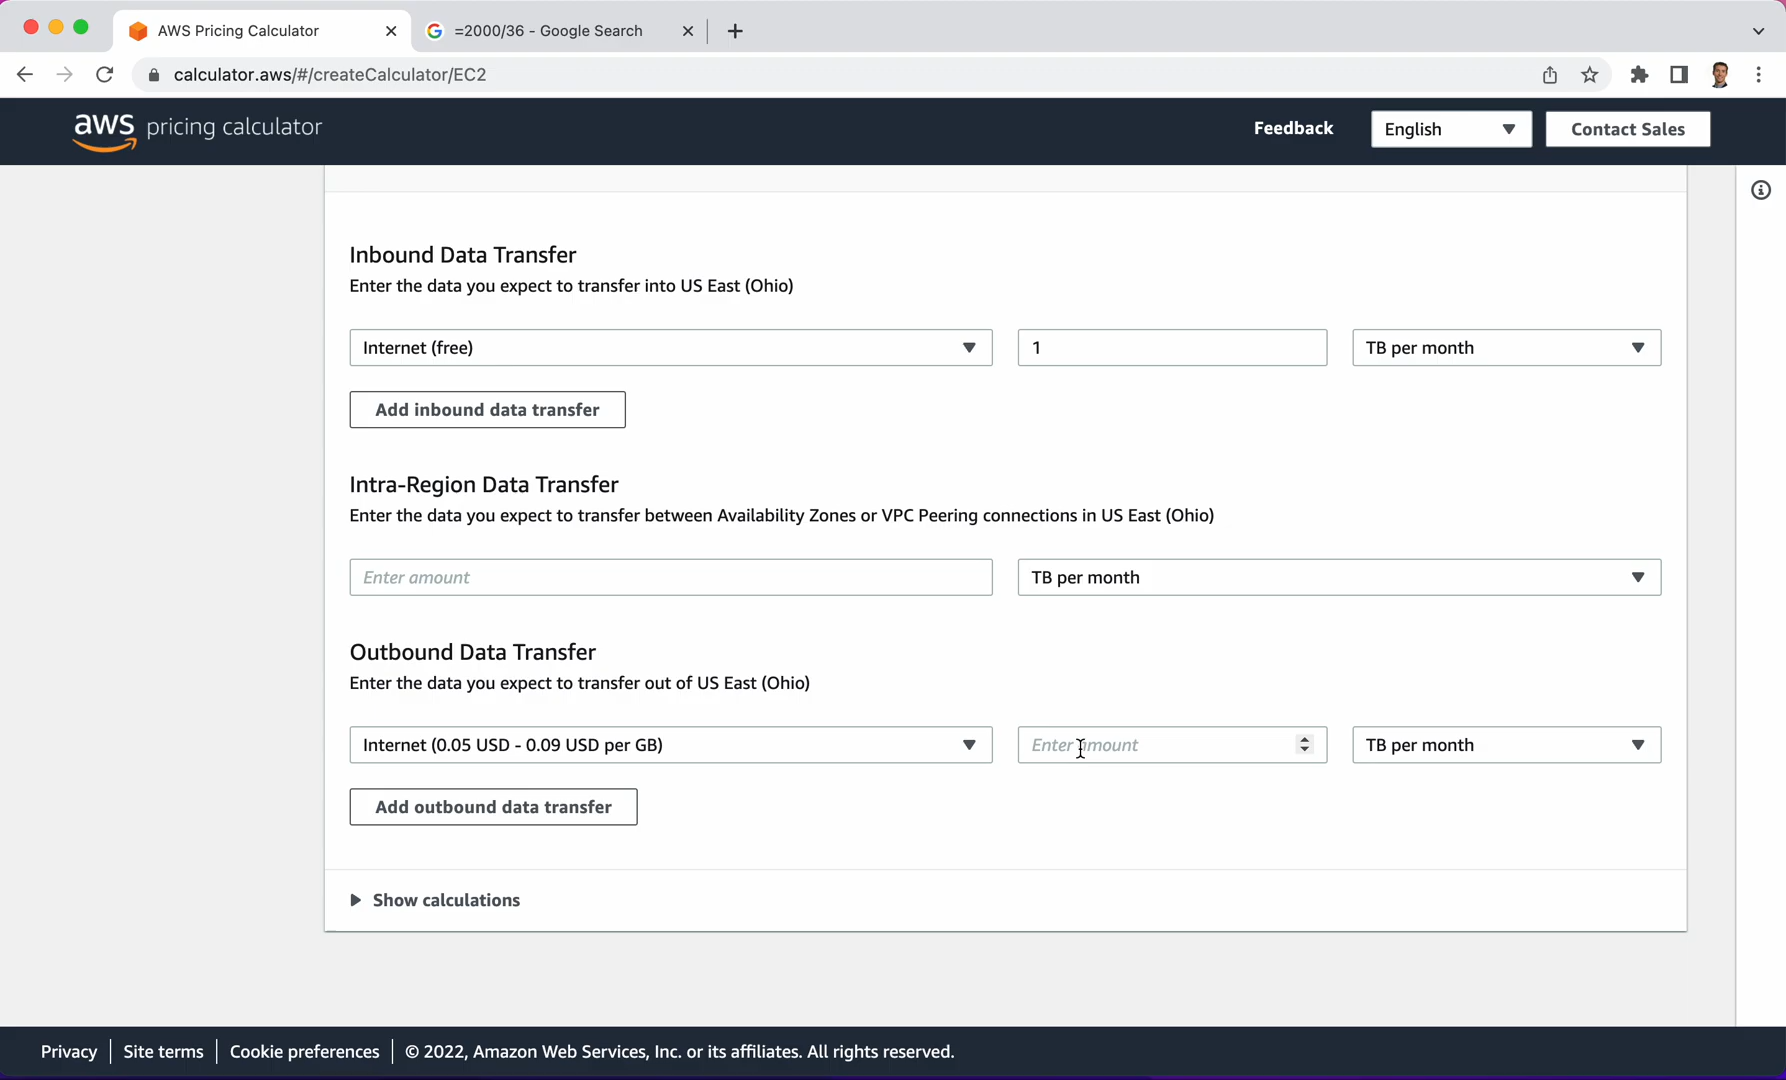 AWS Pricing Calculator
=2000/36 - Google Search
calculator.aws/#/createCalculator/EC2
aws pricing calculator
Feedback
English
Contact Sales
Inbound Data Transfer
Enter the data you expect to transfer into US East (Ohio)
Internet (free)
1
TB per month
Add inbound data transfer
Intra-Region Data Transfer
Enter the data you expect to transfer between Availability Zones or VPC Peering connections in US East (Ohio)
Enter amount
TB per month
Outbound Data Transfer
Enter the data you expect to transfer out of US East (Ohio)
Internet (0.05 USD - 0.09 USD per GB)
Enter amount
TB per month
Add outbound data transfer
Show calculations
Privacy
Site terms
Cookie preferences
© 2022, Amazon Web Services, Inc. or its affiliates. All rights reserved.